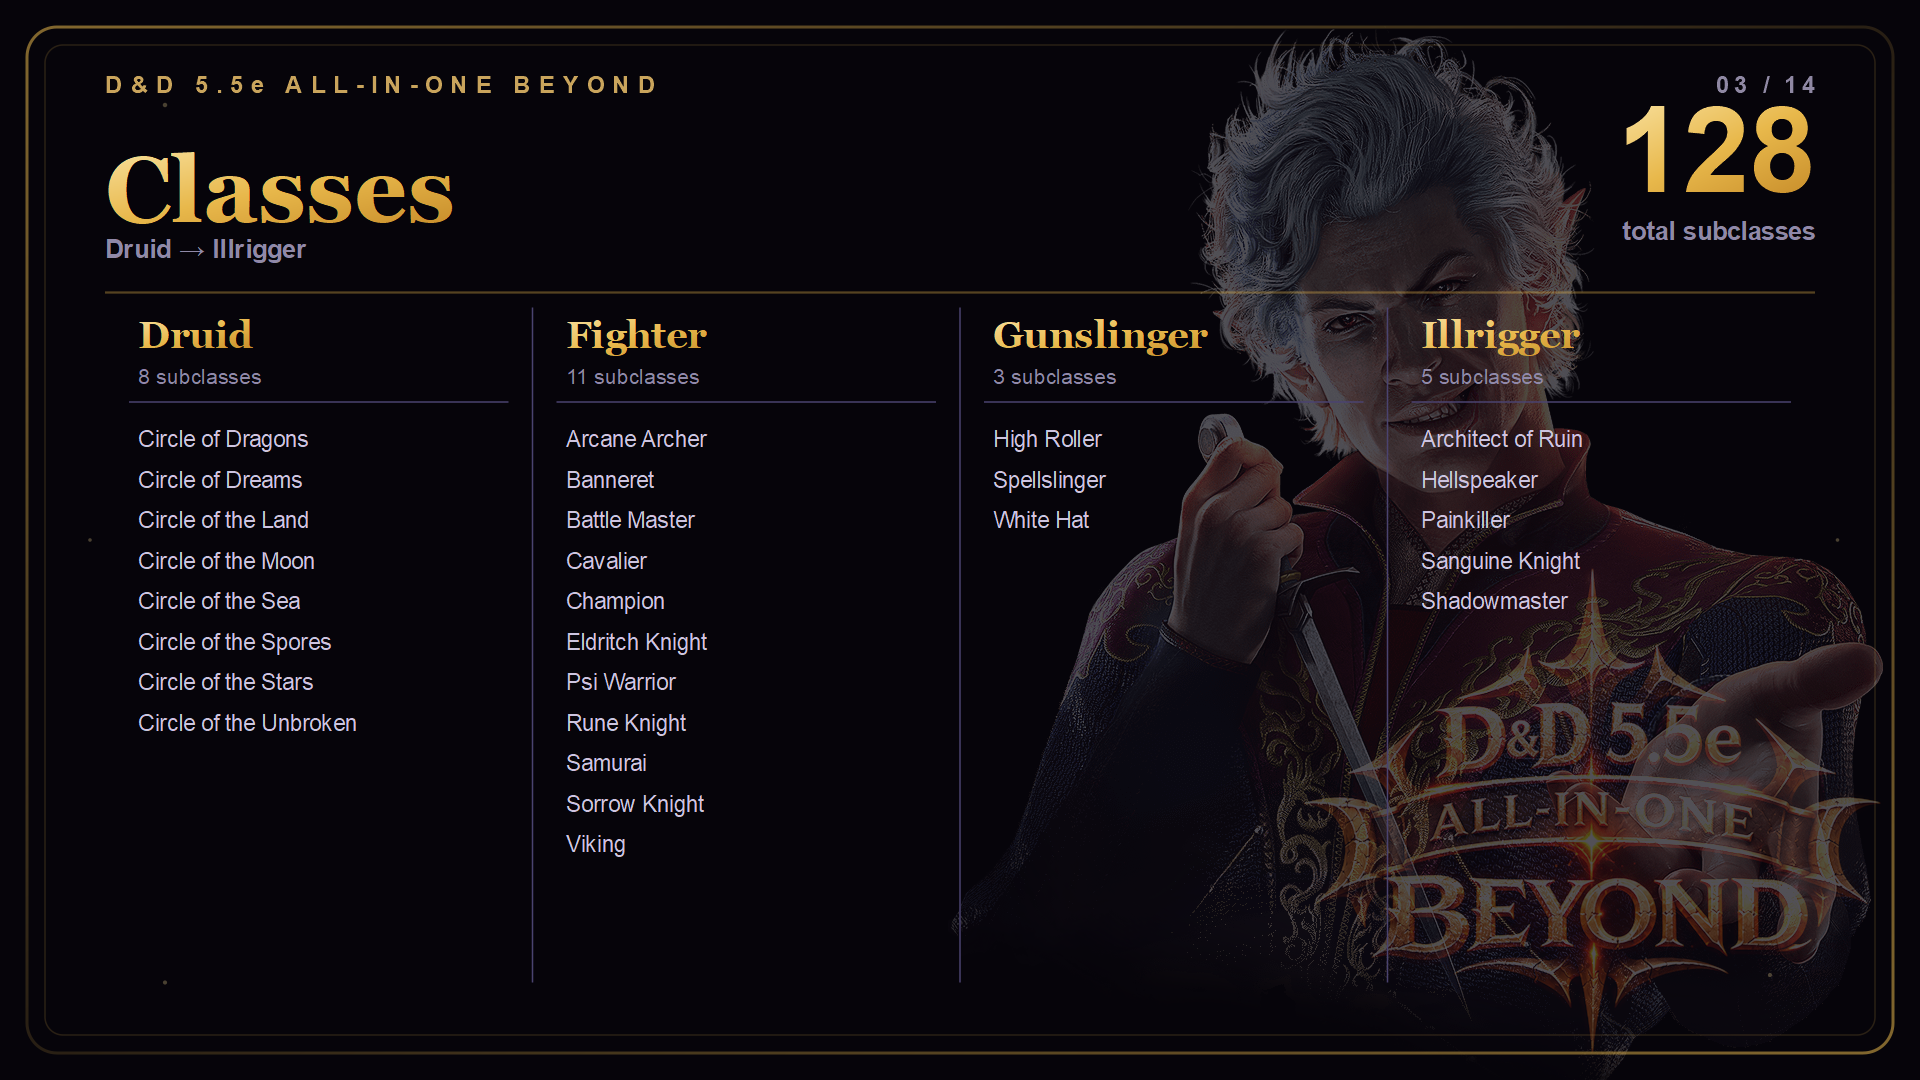 D&D 5.5e ALL-IN-ONE BEYOND
03 / 14
128
total subclasses
Classes
Druid → Illrigger
Druid
8 subclasses
Circle of Dragons
Circle of Dreams
Circle of the Land
Circle of the Moon
Circle of the Sea
Circle of the Spores
Circle of the Stars
Circle of the Unbroken
Fighter
11 subclasses
Arcane Archer
Banneret
Battle Master
Cavalier
Champion
Eldritch Knight
Psi Warrior
Rune Knight
Samurai
Sorrow Knight
Viking
Gunslinger
3 subclasses
High Roller
Spellslinger
White Hat
Illrigger
5 subclasses
Architect of Ruin
Hellspeaker
Painkiller
Sanguine Knight
Shadowmaster
D&D 5.5e
ALL-IN-ONE
BEYOND